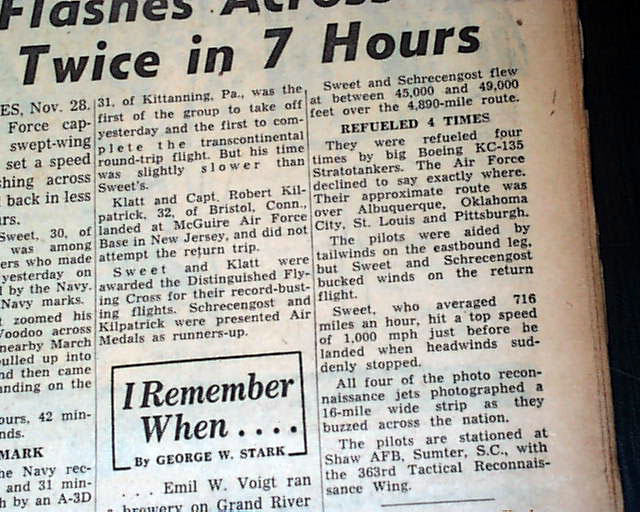 Flashes Across
Twice in 7 Hours
ES, Nov. 28.
Force cap-
swept-wing
set a speed
shing across
back in less
rs.
Sweet, 30, of
was among
ers who made
yesterday on
d by the Navy.
Navy marks.
t zoomed his
Voodoo across
nearby March
pulled up into
nd then came
anding on the
ours, 42 min-
nds.
MARK
he Navy rec-
and 31 min-
h by an A-3D
31, of Kittanning, Pa., was the
first of the group to take off
yesterday and the first to com-
plete the transcontinental
round-trip flight. But his time
was slightly slower than
Sweet's.
Klatt and Capt. Robert Kil-
patrick, 32, of Bristol, Conn.,
landed at McGuire Air Force
Base in New Jersey, and did not
attempt the return trip.
Sweet and Klatt were
awarded the Distinguished Fly-
ing Cross for their record-bust-
ing flights. Schrecengost and
Kilpatrick were presented Air
Medals as runners-up.
I Remember
When . . . .
By GEORGE W. STARK
. . . Emil W. Voigt ran
a brewery on Grand River
Sweet and Schrecengost flew
at between 45,000 and 49,000
feet over the 4,890-mile route.
REFUELED 4 TIMES
They were refueled four
times by big Boeing KC-135
Stratotankers. The Air Force
declined to say exactly where.
Their approximate route was
over Albuquerque, Oklahoma
City, St. Louis and Pittsburgh.
The pilots were aided by
tailwinds on the eastbound leg,
but Sweet and Schrecengost
bucked winds on the return
flight.
Sweet, who averaged 716
miles an hour, hit a top speed
of 1,000 mph just before he
landed when headwinds sud-
denly stopped.
All four of the photo recon-
naissance jets photographed a
16-mile wide strip as they
buzzed across the nation.
The pilots are stationed at
Shaw AFB, Sumter, S.C., with
the 363rd Tactical Reconnais-
sance Wing.